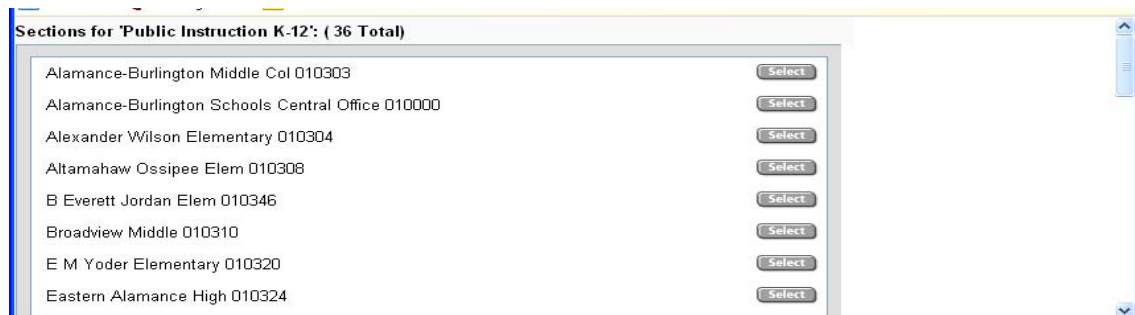 Sections for 'Public Instruction K-12': ( 36 Total)
Alamance-Burlington Middle Col 010303 Select
Alamance-Burlington Schools Central Office 010000 Select
Alexander Wilson Elementary 010304 Select
Altamahaw Ossipee Elem 010308 Select
B Everett Jordan Elem 010346 Select
Broadview Middle 010310 Select
E M Yoder Elementary 010320 Select
Eastern Alamance High 010324 Select